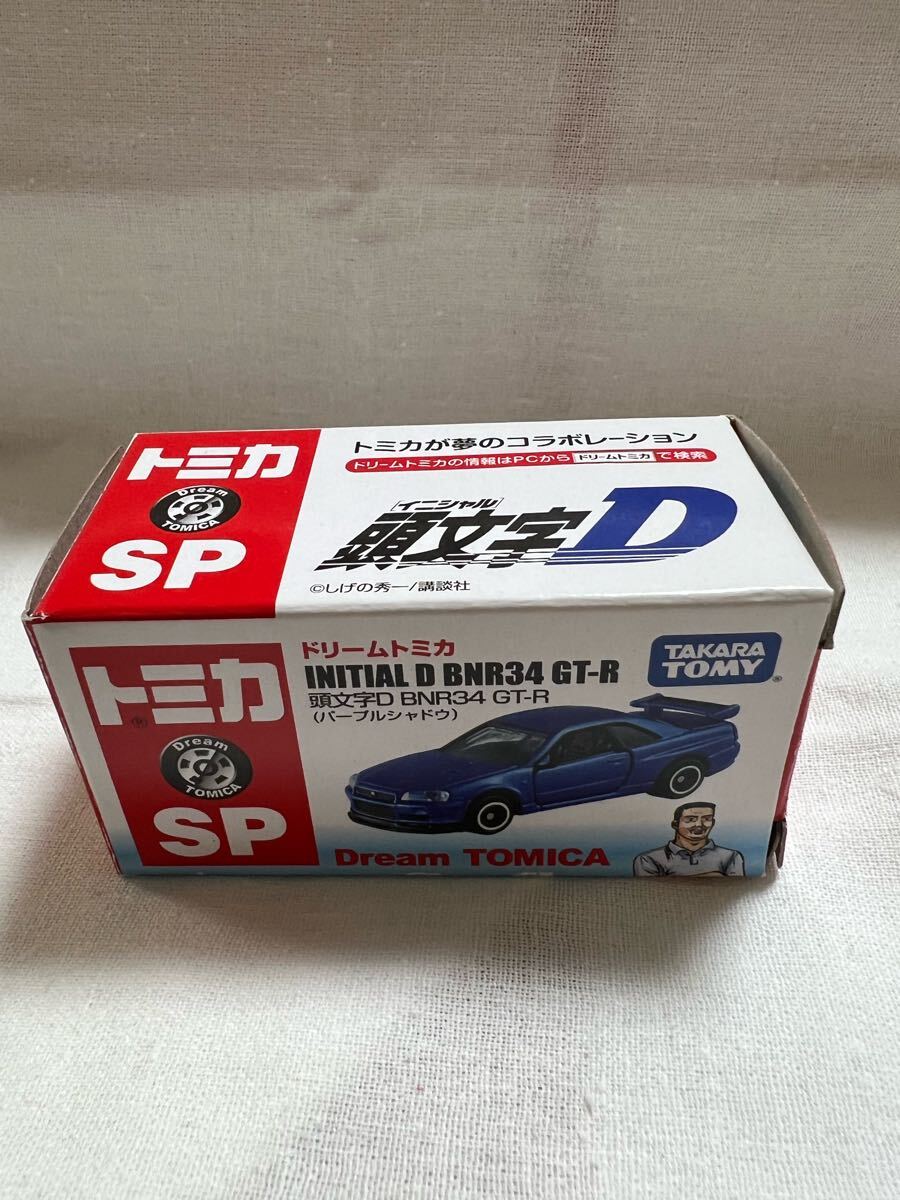 トミカ
Dream
TOMICA
SP
トミカが夢のコラボレーション
ドリームトミカの情報はPCから ドリームトミカ で検索
[イニシャル]
頭文字D
©しげの秀一/講談社
トミカ®
Dream
TOMICA
SP
ドリームトミカ
INITIAL D BNR34 GT-R
頭文字D BNR34 GT-R
(パープルシャドウ)
TAKARA
TOMY®
Dream TOMICA